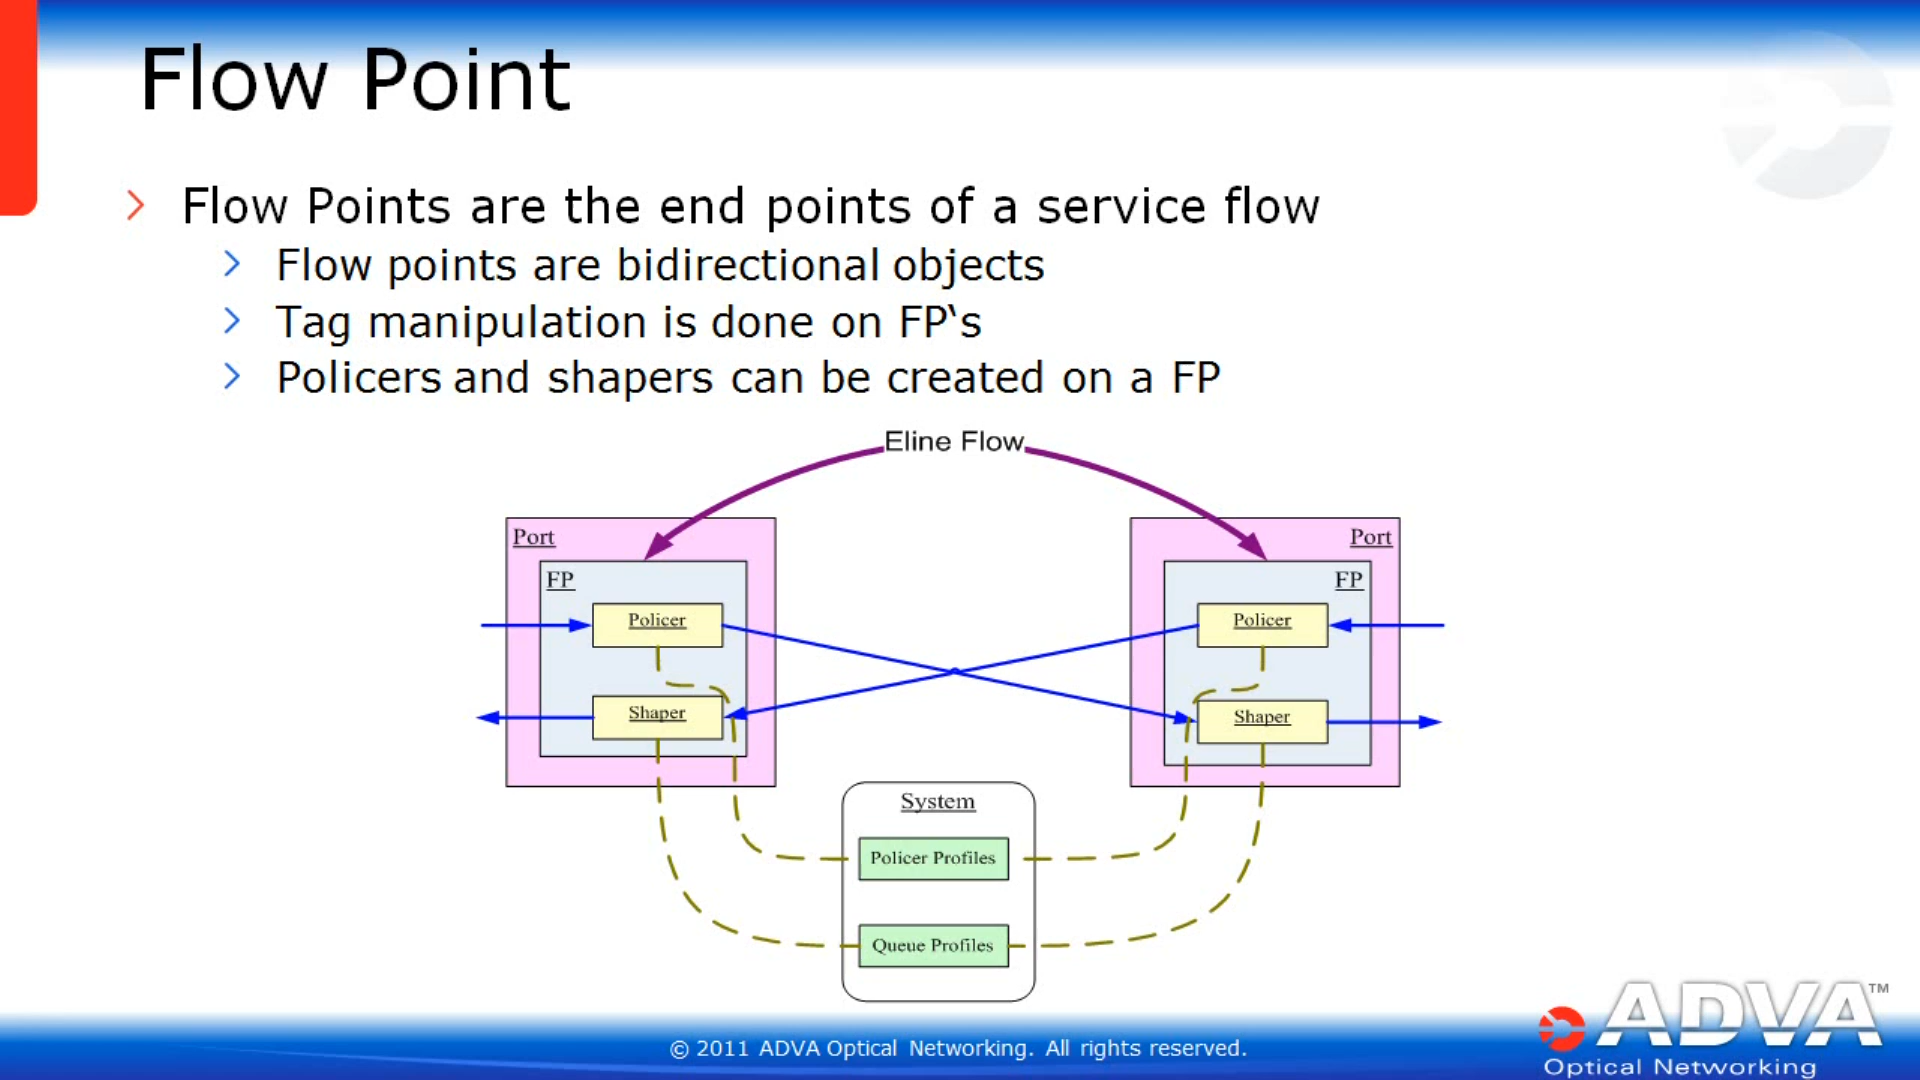 Flow Point
Flow Points are the end points of a service flow
Flow points are bidirectional objects
Tag manipulation is done on FP‘s
Policers and shapers can be created on a FP
Eline Flow
Port
Port
FP
FP
Policer
Policer
Shaper
Shaper
System
Policer Profiles
Queue Profiles
ADVA™
Optical Networking
© 2011 ADVA Optical Networking. All rights reserved.